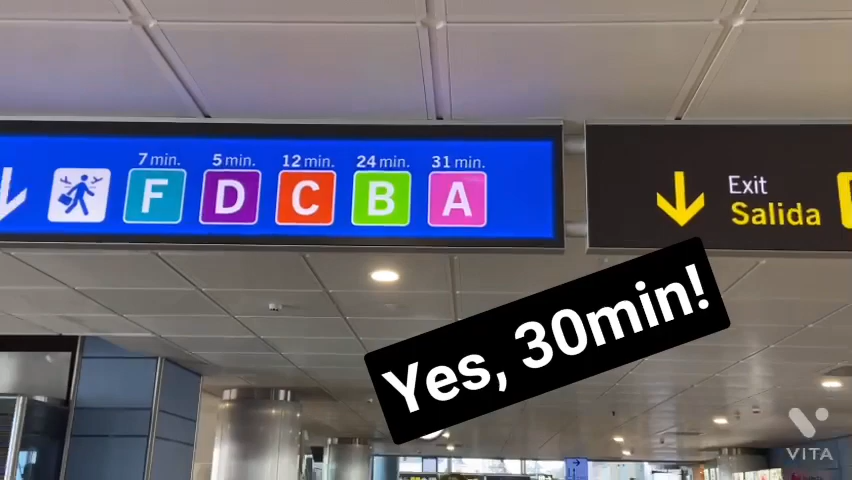 7 min. 5 min. 12 min. 24 min. 31 min.
F D C B A
Exit
Salida
Yes, 30min!
VITA